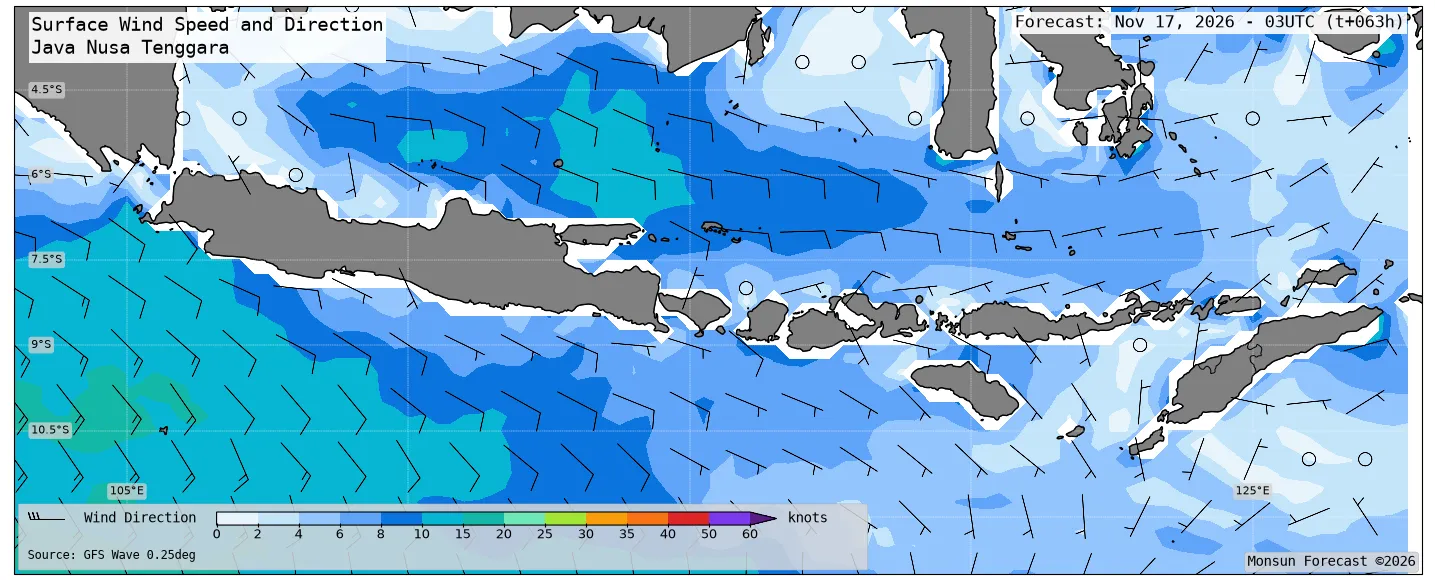 Surface Wind Speed and Direction
Java Nusa Tenggara
Forecast: Nov 17, 2026 - 03UTC (t+063h)
4.5°S
6°S
7.5°S
9°S
10.5°S
105°E
125°E
Wind Direction
knots
0 2 4 6 8 10 15 20 25 30 35 40 50 60
Source: GFS Wave 0.25deg
Monsun Forecast ©2026